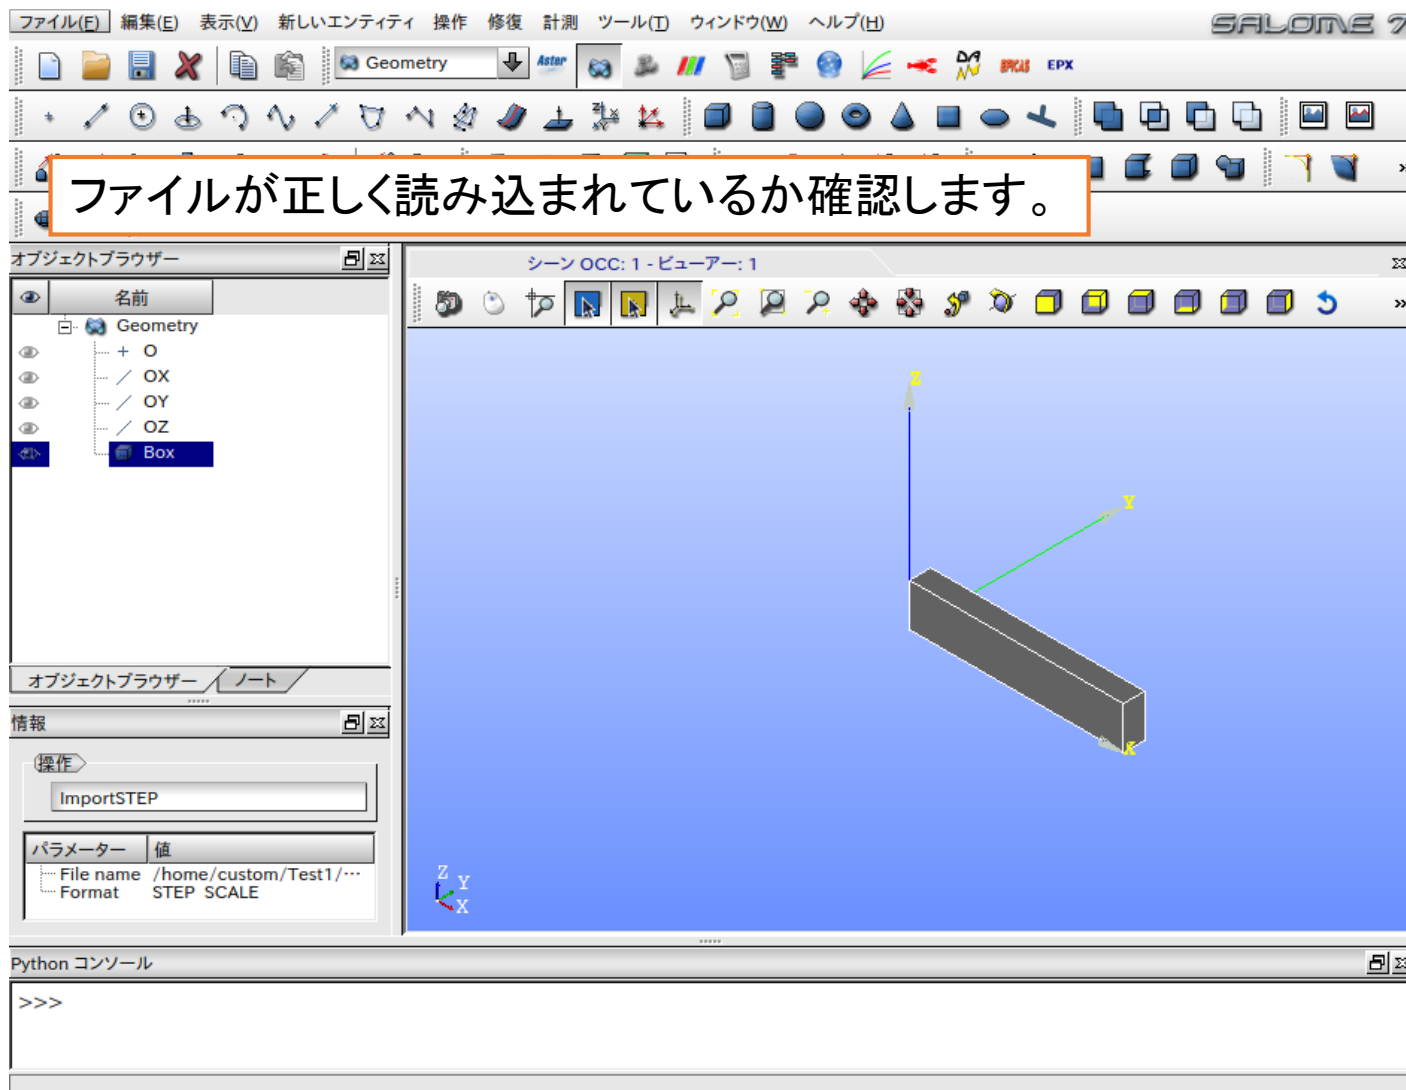 ファイル(F) 編集(E) 表示(V) 新しいエンティティ 操作 修復 計測 ツール(T) ウィンドウ(W) ヘルプ(H) SALOME 7
Geometry Aster EFICAS EPX
ファイルが正しく読み込まれているか確認します。
オブジェクトブラウザー
シーン OCC: 1 - ビューアー: 1
名前
Geometry
O
OX
OY
OZ
Box
Z
Y
X
オブジェクトブラウザー ノート
情報
操作
ImportSTEP
パラメーター 値
File name /home/custom/Test1/…
Format STEP_SCALE
Z
Y
X
Python コンソール
>>>